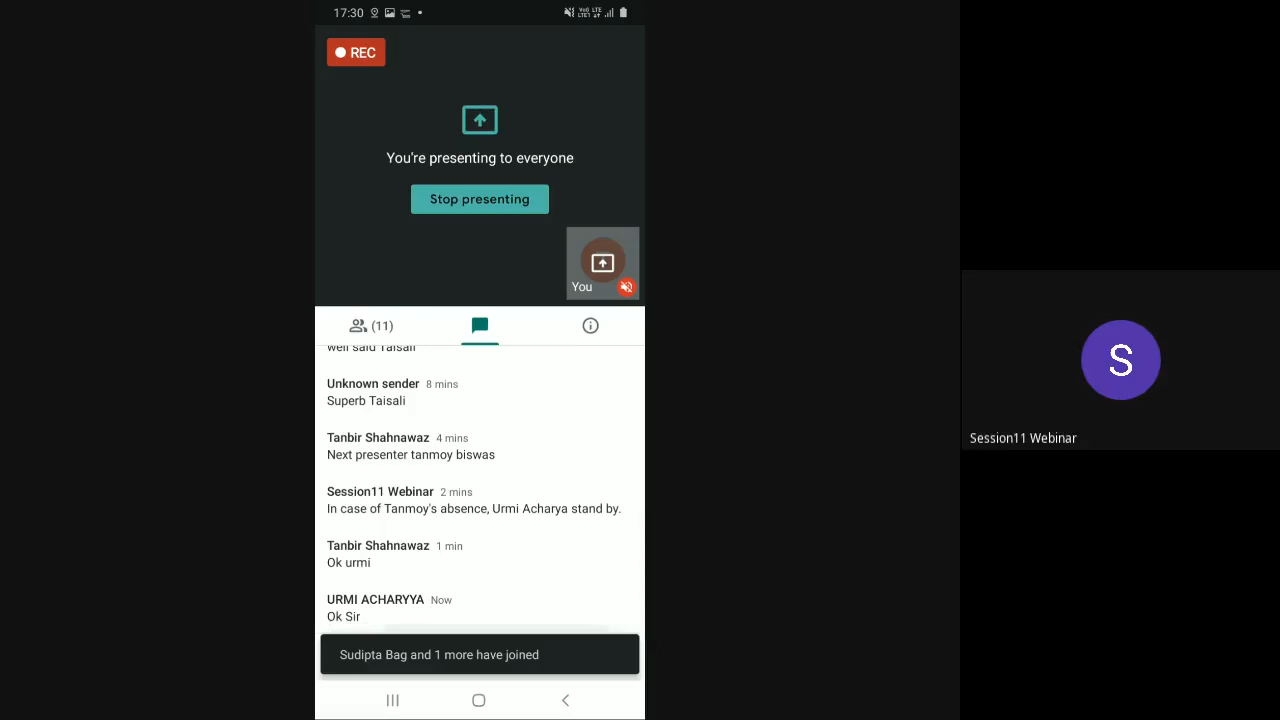 17:30
VoD LTE
LTE1
REC
You're presenting to everyone
Stop presenting
You
(11)
well said Taisali
Unknown sender 8 mins
Superb Taisali
Tanbir Shahnawaz 4 mins
Next presenter tanmoy biswas
Session11 Webinar 2 mins
In case of Tanmoy's absence, Urmi Acharya stand by.
Tanbir Shahnawaz 1 min
Ok urmi
URMI ACHARYYA Now
Ok Sir
Sudipta Bag and 1 more have joined
S
Session11 Webinar